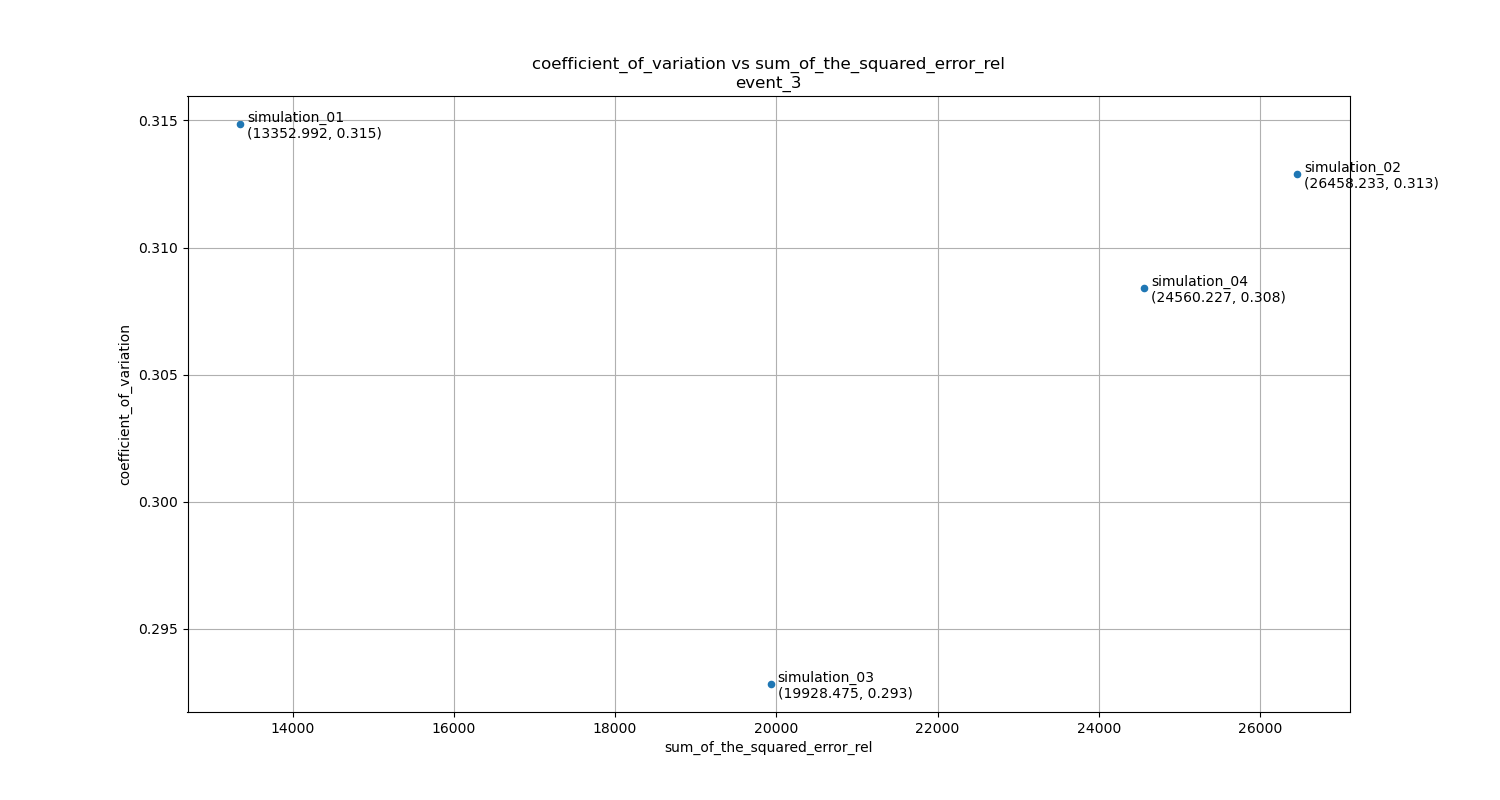 coefficient_of_variation vs sum_of_the_squared_error_rel
event_3
0.315
0.310
0.305
0.300
0.295
coefficient_of_variation
simulation_01
(13352.992, 0.315)
simulation_02
(26458.233, 0.313)
simulation_04
(24560.227, 0.308)
simulation_03
(19928.475, 0.293)
14000
16000
18000
20000
22000
24000
26000
sum_of_the_squared_error_rel